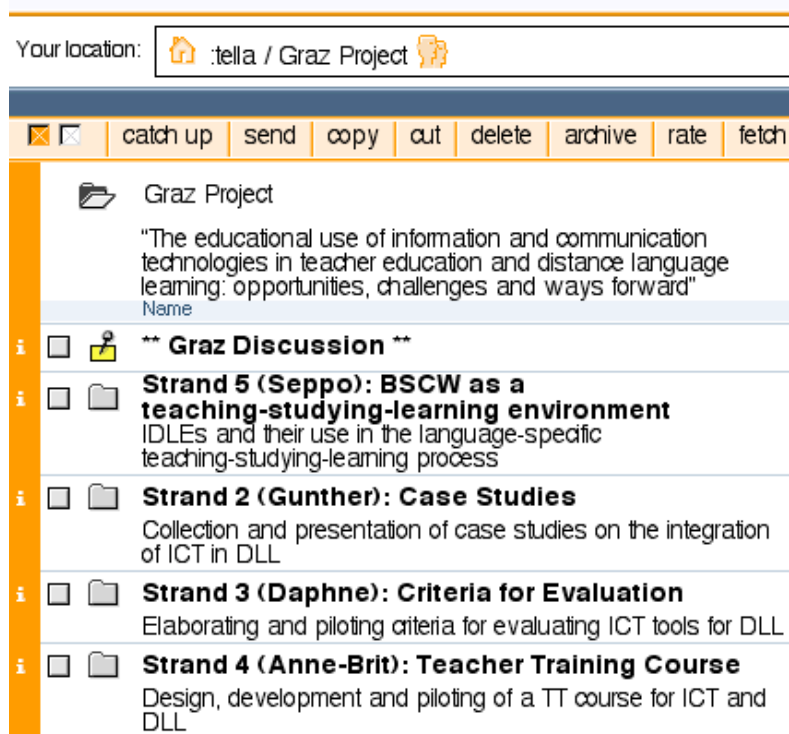 Your location: :tella / Graz Project
catch up send copy cut delete archive rate fetch
Graz Project
"The educational use of information and communication
technologies in teacher education and distance language
learning: opportunities, challenges and ways forward"
Name
i ** Graz Discussion **
i Strand 5 (Seppo): BSCW as a
teaching-studying-learning environment
IDLEs and their use in the language-specific
teaching-studying-learning process
i Strand 2 (Gunther): Case Studies
Collection and presentation of case studies on the integration
of ICT in DLL
i Strand 3 (Daphne): Criteria for Evaluation
Elaborating and piloting criteria for evaluating ICT tools for DLL
i Strand 4 (Anne-Brit): Teacher Training Course
Design, development and piloting of a TT course for ICT and
DLL